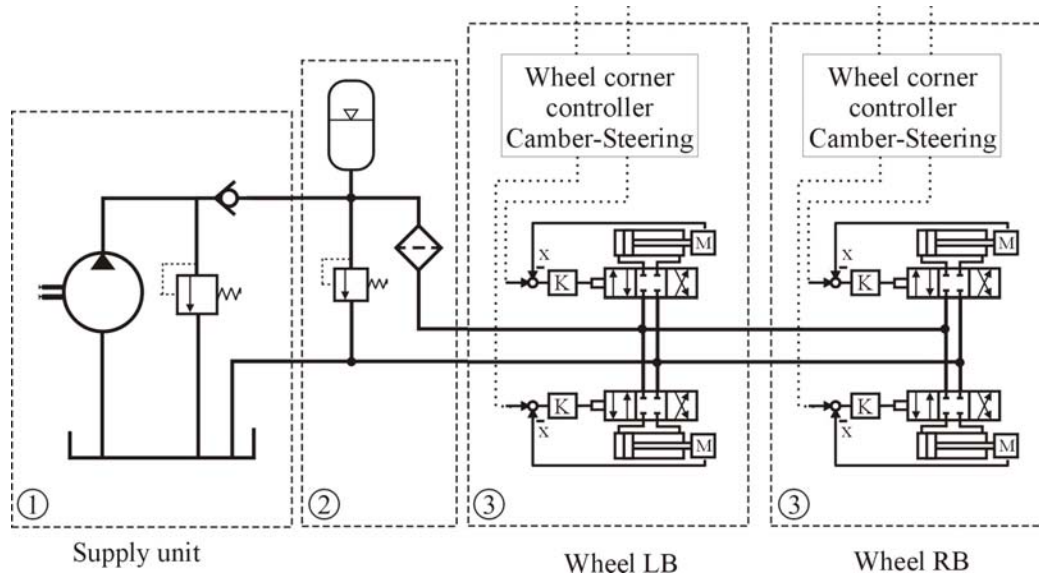 Wheel corner
controller
Camber-Steering
Wheel corner
controller
Camber-Steering
M
M
x
x
K
K
K
K
x
x
M
M
1
2
3
3
Supply unit
Wheel LB
Wheel RB